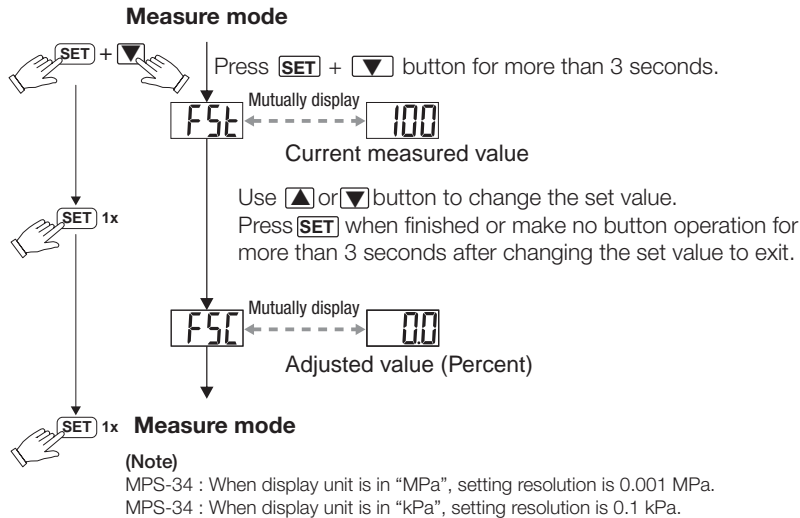 Measure mode
SET + ▼
Press SET + ▼ button for more than 3 seconds.
Mutually display
FSt 100
Current measured value
Use ▲ or ▼ button to change the set value.
SET 1x
Press SET when finished or make no button operation for
more than 3 seconds after changing the set value to exit.
Mutually display
FSC 0.0
Adjusted value (Percent)
SET 1x Measure mode
(Note)
MPS-34 : When display unit is in “MPa”, setting resolution is 0.001 MPa.
MPS-34 : When display unit is in “kPa”, setting resolution is 0.1 kPa.